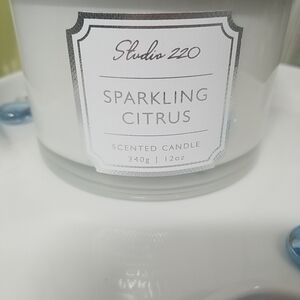 Studio 220
SPARKLING
CITRUS
SCENTED CANDLE
340g | 12oz